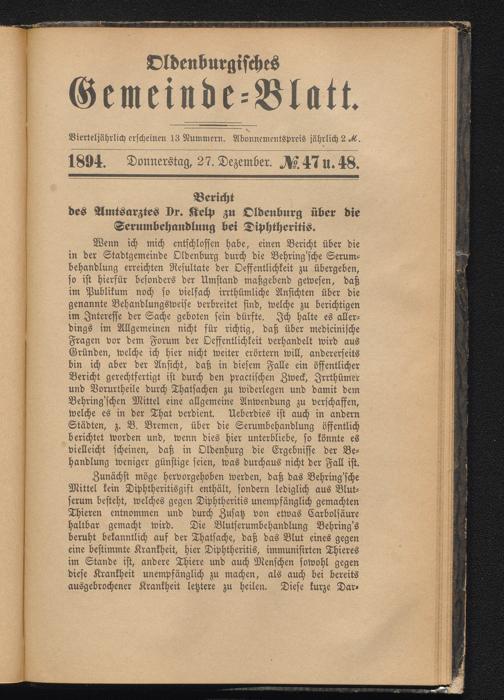 Oldenburgisches
Gemeinde-Blatt.
Vierteljährlich erscheinen 13 Nummern. Abonnementspreis jährlich 2 M.
1894. Donnerstag, 27. Dezember. No. 47 u. 48.
Bericht
des Amtsarztes Dr. Kelp zu Oldenburg über die
Serumbehandlung bei Diphtheritis.
Wenn ich mich entschlossen habe, einen Bericht über die
in der Stadtgemeinde Oldenburg durch die Behring'sche Serum-
behandlung erreichten Resultate der Oeffentlichkeit zu übergeben,
so ist hierfür besonders der Umstand maßgebend gewesen, daß
im Publikum noch so vielfach irrthümliche Ansichten über die
genannte Behandlungsweise verbreitet sind, welche zu berichtigen
im Interesse der Sache geboten sein dürfte. Ich halte es aller-
dings im Allgemeinen nicht für richtig, daß über medicinische
Fragen vor dem Forum der Oeffentlichkeit verhandelt wird aus
Gründen, welche ich hier nicht weiter erörtern will, andererseits
bin ich aber der Ansicht, daß in diesem Falle ein öffentlicher
Bericht gerechtfertigt ist durch den practischen Zweck, Irrthümer
und Vorurtheile durch Thatsachen zu widerlegen und damit dem
Behring'schen Mittel eine allgemeine Anwendung zu verschaffen,
welche es in der That verdient. Ueberdies ist auch in andern
Städten, z. B. Bremen, über die Serumbehandlung öffentlich
berichtet worden und, wenn dies hier unterbliebe, so könnte es
vielleicht scheinen, daß in Oldenburg die Ergebnisse der Be-
handlung weniger günstige seien, was durchaus nicht der Fall ist.
Zunächst möge hervorgehoben werden, daß das Behring'sche
Mittel kein Diphtheritisgift enthält, sondern lediglich aus Blut-
serum besteht, welches gegen Diphtheritis unempfänglich gemachten
Thieren entnommen und durch Zusatz von etwas Carbolsäure
haltbar gemacht wird. Die Blutserumbehandlung Behring's
beruht bekanntlich auf der Thatsache, daß das Blut eines gegen
eine bestimmte Krankheit, hier Diphtheritis, immunisirten Thieres
im Stande ist, andere Thiere und auch Menschen sowohl gegen
diese Krankheit unempfänglich zu machen, als auch bei bereits
ausgebrochener Krankheit letztere zu heilen. Diese kurze Dar-